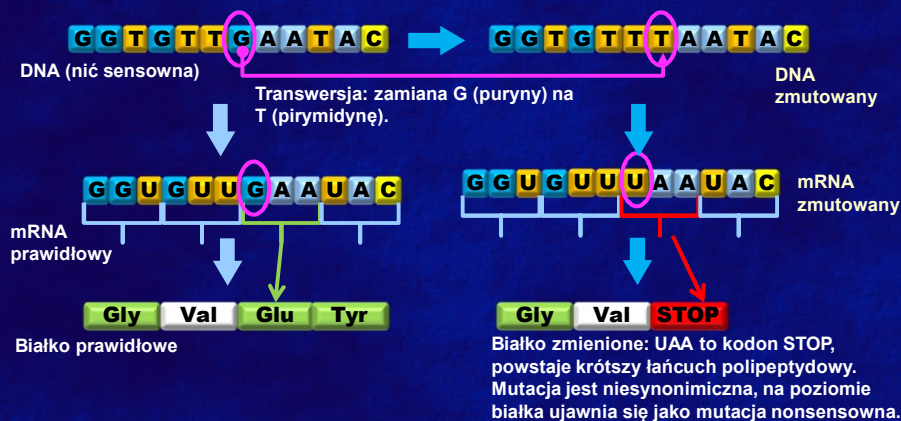 GGTGTTGAATAC
GGTGTTTAATAC
DNA (nić sensowna)
DNA
zmutowany
Transwersja: zamiana G (puryny) na
T (pirymidynę).
GGUGUUGAAUAC
GGUGUUUAAUAC
mRNA
zmutowany
mRNA
prawidłowy
Gly Val Glu Tyr
Gly Val STOP
Białko prawidłowe
Białko zmienione: UAA to kodon STOP,
powstaje krótszy łańcuch polipeptydowy.
Mutacja jest niesynonimiczna, na poziomie
białka ujawnia się jako mutacja nonsensowna.